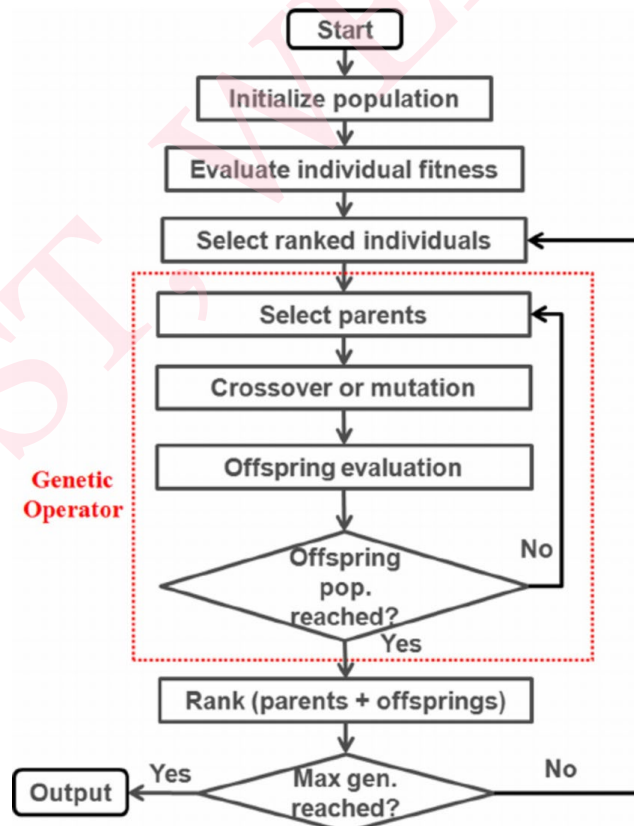 Start
Initialize population
Evaluate individual fitness
Select ranked individuals
Select parents
Crossover or mutation
Offspring evaluation
Genetic
Operator
Offspring
pop.
reached?
No
Yes
Rank (parents + offsprings)
Max gen.
reached?
Yes
No
Output